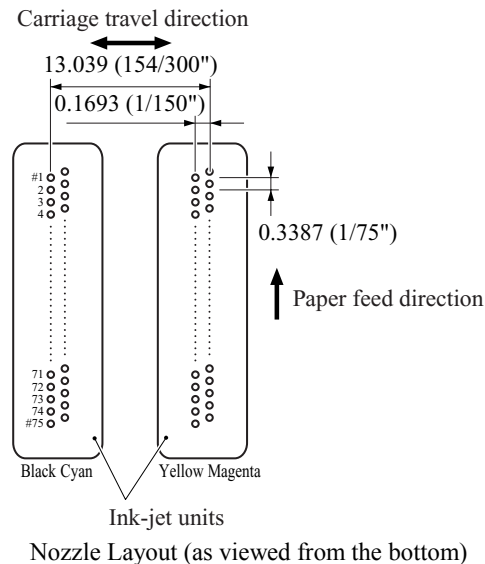 Carriage travel direction
13.039 (154/300")
0.1693 (1/150")
#1
2
3
4
0.3387 (1/75")
Paper feed direction
71
72
73
74
#75
Black Cyan
Yellow Magenta
Ink-jet units
Nozzle Layout (as viewed from the bottom)